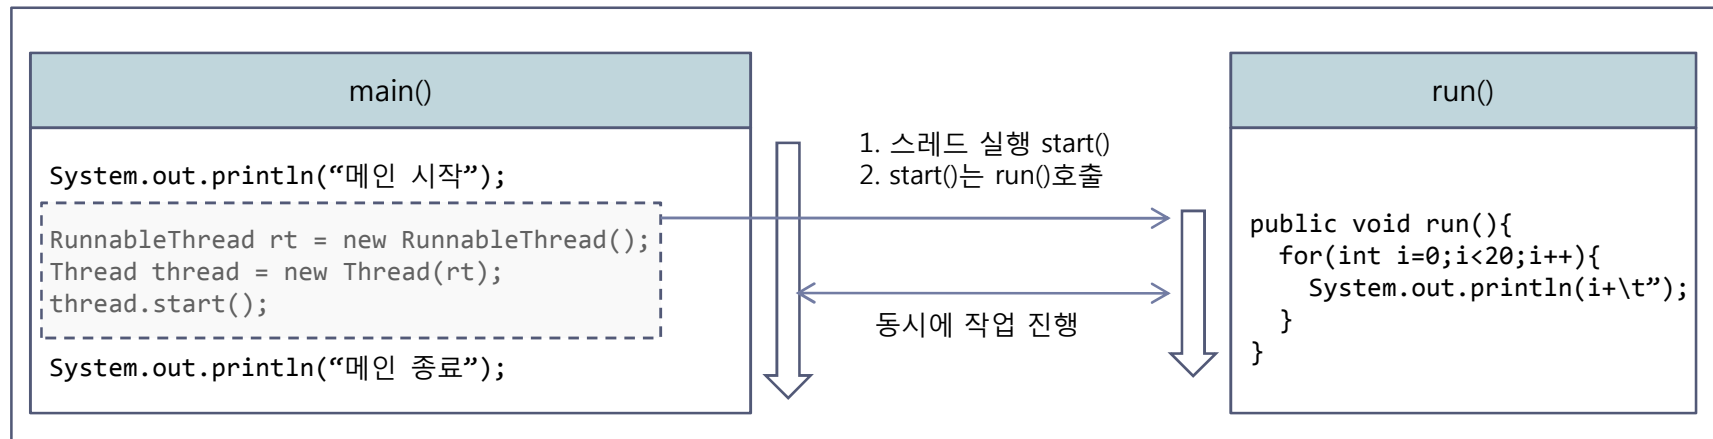 main()
System.out.println(“메인 시작”);
RunnableThread rt = new RunnableThread();
Thread thread = new Thread(rt);
thread.start();
System.out.println(“메인 종료”);
1. 스레드 실행 start()
2. start()는 run()호출
동시에 작업 진행
run()
public void run(){
for(int i=0;i<20;i++){
System.out.println(i+\t”);
}
}